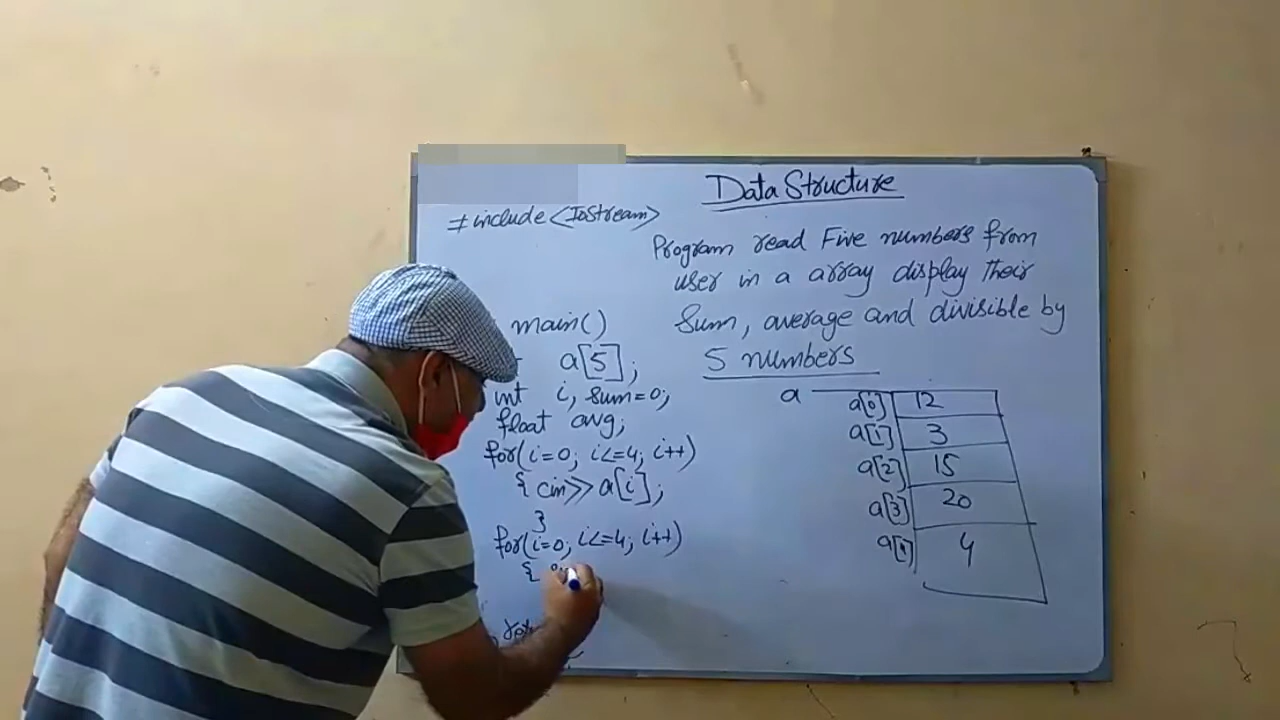 Data Structure
#include<IoStream>
Program read Five numbers from
user in a array display their
Sum, average and divisible by
5 numbers
main()
a[5];
int i, sum=0;
float avg;
for(i=0; i<=4; i++)
{ cin>> a[i];
}
for(i=0; i<=4; i++)
{
a
a[0] 12
a[1] 3
a[2] 15
a[3] 20
a[4] 4